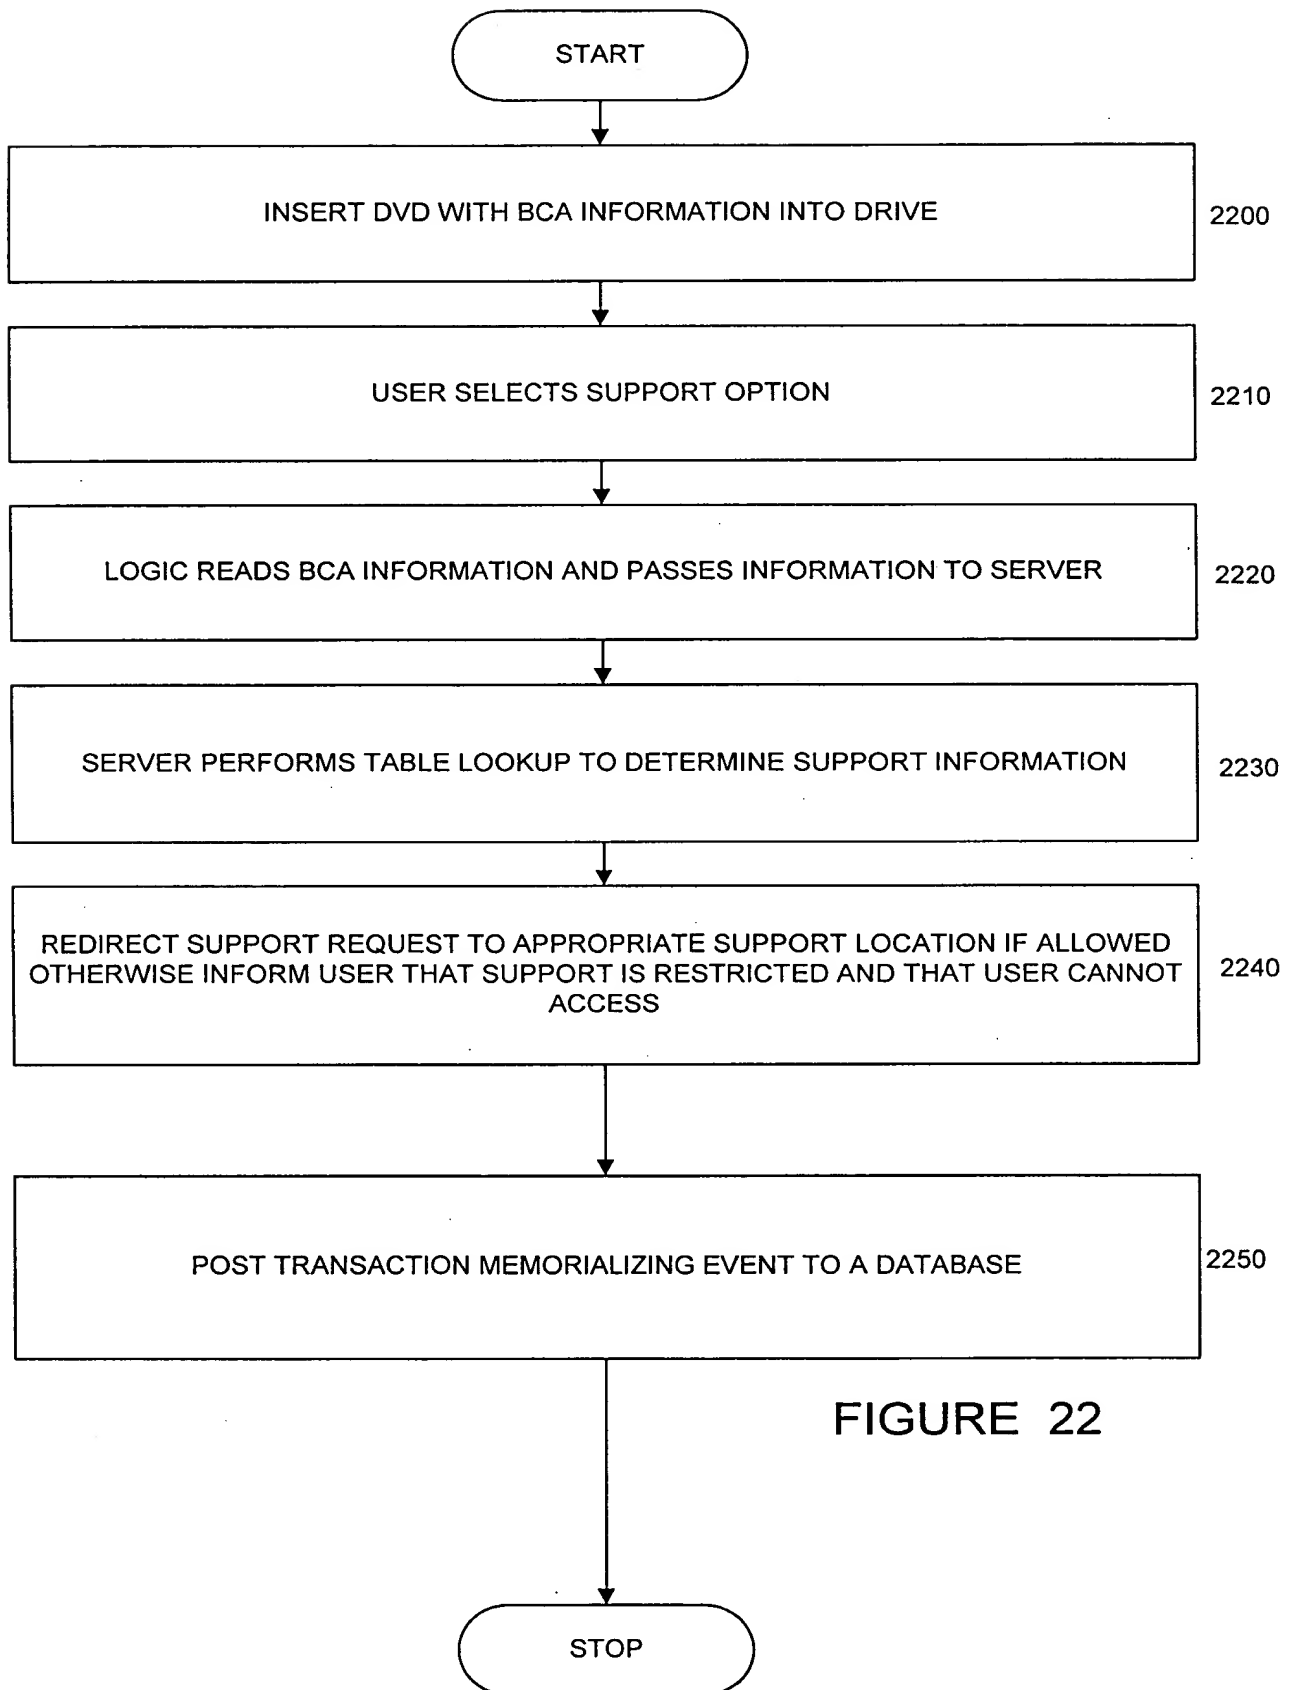 START
INSERT DVD WITH BCA INFORMATION INTO DRIVE
2200
USER SELECTS SUPPORT OPTION
2210
LOGIC READS BCA INFORMATION AND PASSES INFORMATION TO SERVER
2220
SERVER PERFORMS TABLE LOOKUP TO DETERMINE SUPPORT INFORMATION
2230
REDIRECT SUPPORT REQUEST TO APPROPRIATE SUPPORT LOCATION IF ALLOWED
OTHERWISE INFORM USER THAT SUPPORT IS RESTRICTED AND THAT USER CANNOT
ACCESS
2240
POST TRANSACTION MEMORIALIZING EVENT TO A DATABASE
2250
FIGURE 22
STOP